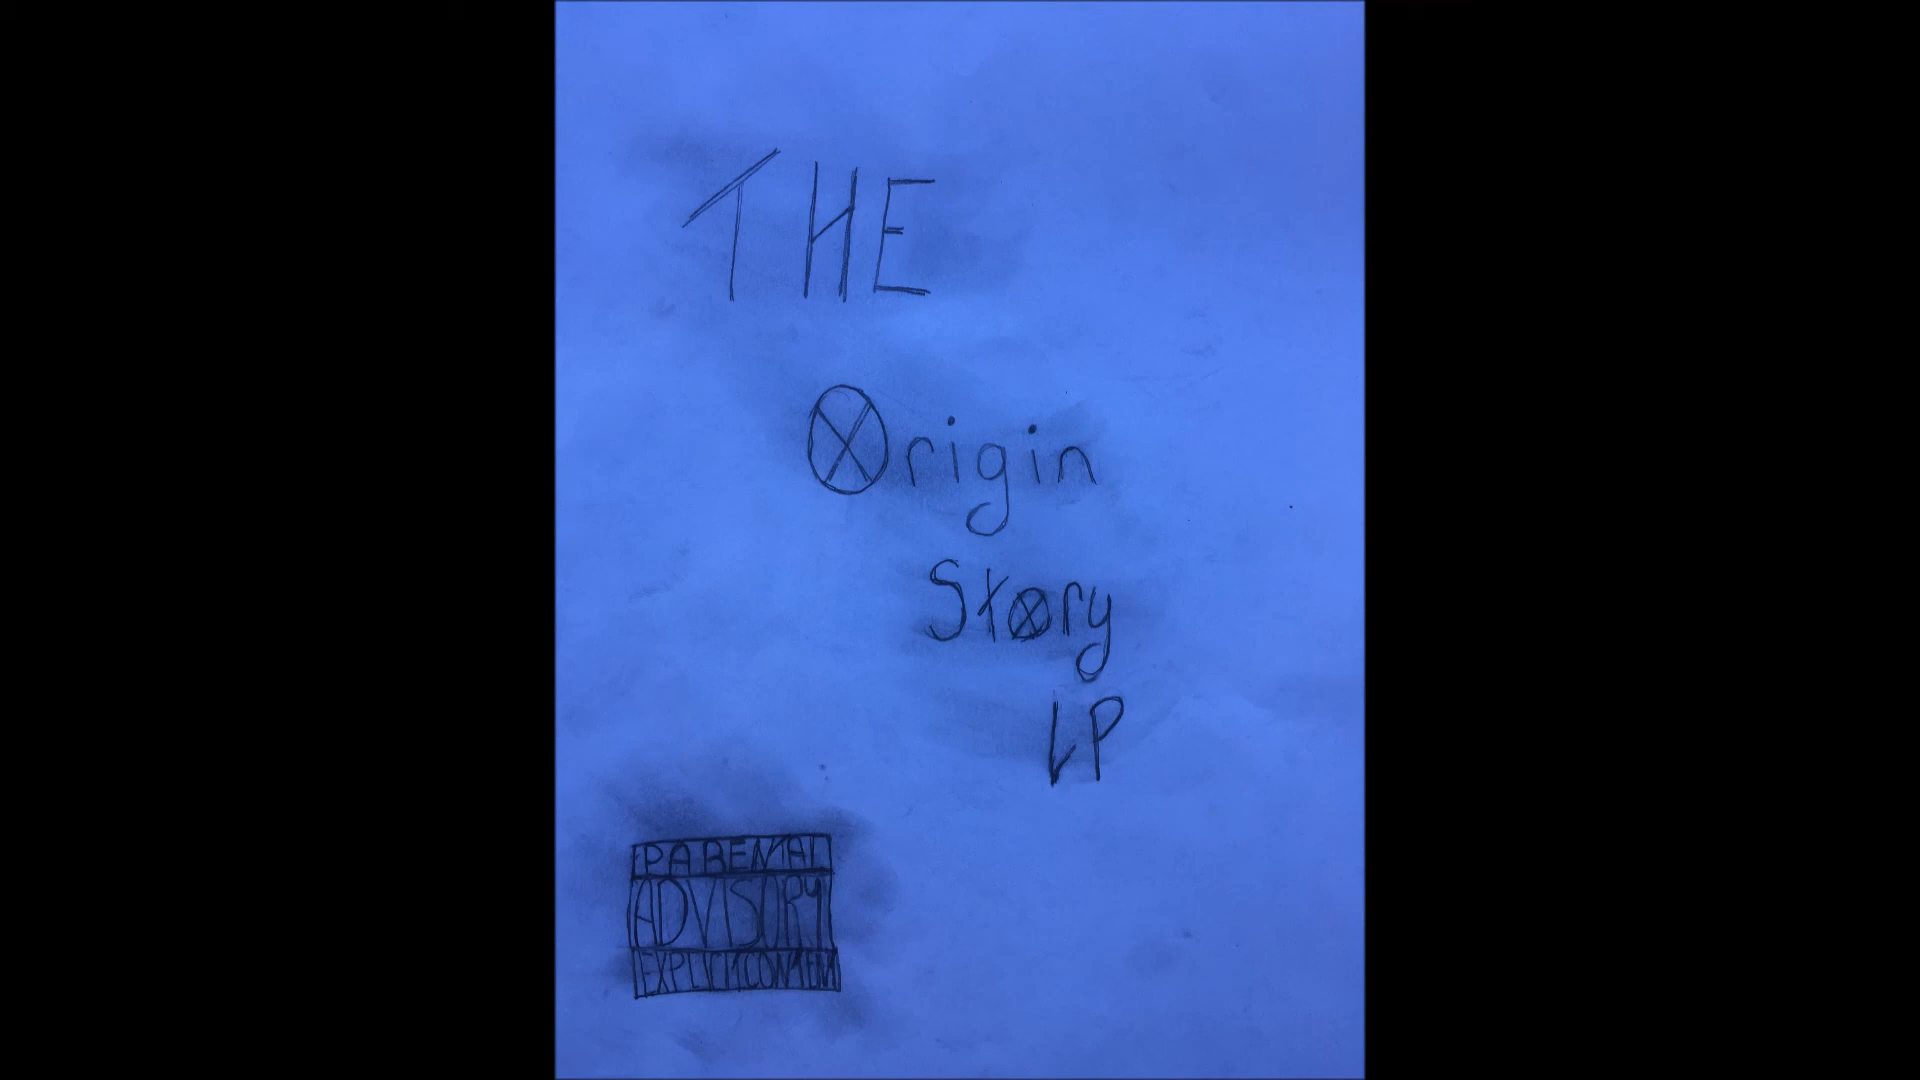 THE
Origin
Story
LP
PARENTAL
ADVISORY
EXPLICIT CONTENT